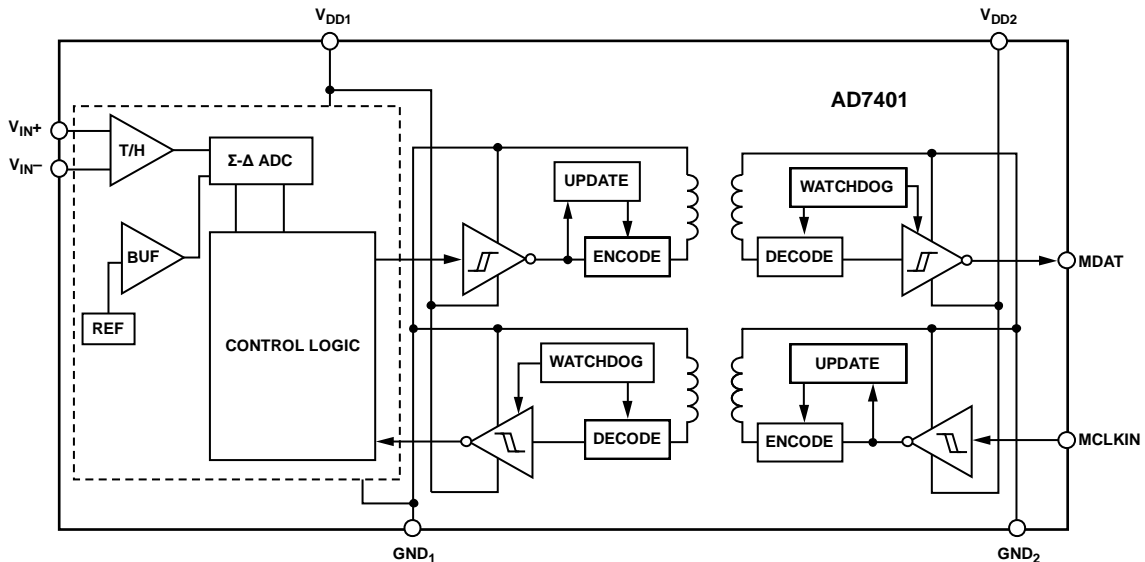 VDD1
VDD2
AD7401
VIN+
VIN–
T/H
Σ-Δ ADC
UPDATE
WATCHDOG
BUF
ENCODE
DECODE
MDAT
REF
CONTROL LOGIC
WATCHDOG
UPDATE
DECODE
ENCODE
MCLKIN
GND1
GND2